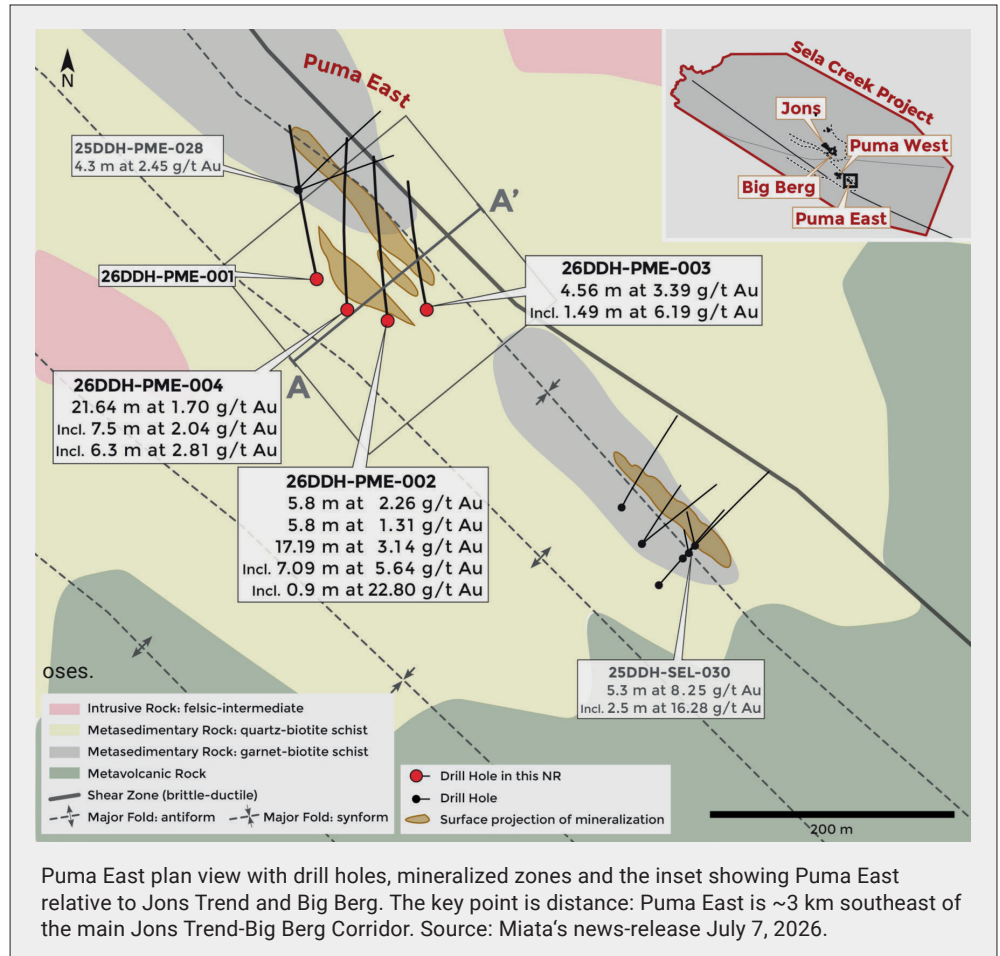 N
Puma East
25DDH-PME-028
4.3 m at 2.45 g/t Au
A'
26DDH-PME-001
26DDH-PME-003
4.56 m at 3.39 g/t Au
Incl. 1.49 m at 6.19 g/t Au
A
26DDH-PME-004
21.64 m at 1.70 g/t Au
Incl. 7.5 m at 2.04 g/t Au
Incl. 6.3 m at 2.81 g/t Au
26DDH-PME-002
5.8 m at 2.26 g/t Au
5.8 m at 1.31 g/t Au
17.19 m at 3.14 g/t Au
Incl. 7.09 m at 5.64 g/t Au
Incl. 0.9 m at 22.80 g/t Au
Sela Creek Project
Jons
Puma West
Big Berg
Puma East
25DDH-SEL-030
5.3 m at 8.25 g/t Au
Incl. 2.5 m at 16.28 g/t Au
oses.
Intrusive Rock: felsic-intermediate
Metasedimentary Rock: quartz-biotite schist
Metasedimentary Rock: garnet-biotite schist
Metavolcanic Rock
Shear Zone (brittle-ductile)
Major Fold: antiform Major Fold: synform
Drill Hole in this NR
Drill Hole
Surface projection of mineralization
200 m
Puma East plan view with drill holes, mineralized zones and the inset showing Puma East
relative to Jons Trend and Big Berg. The key point is distance: Puma East is ~3 km southeast of
the main Jons Trend-Big Berg Corridor. Source: Miata‘s news-release July 7, 2026.